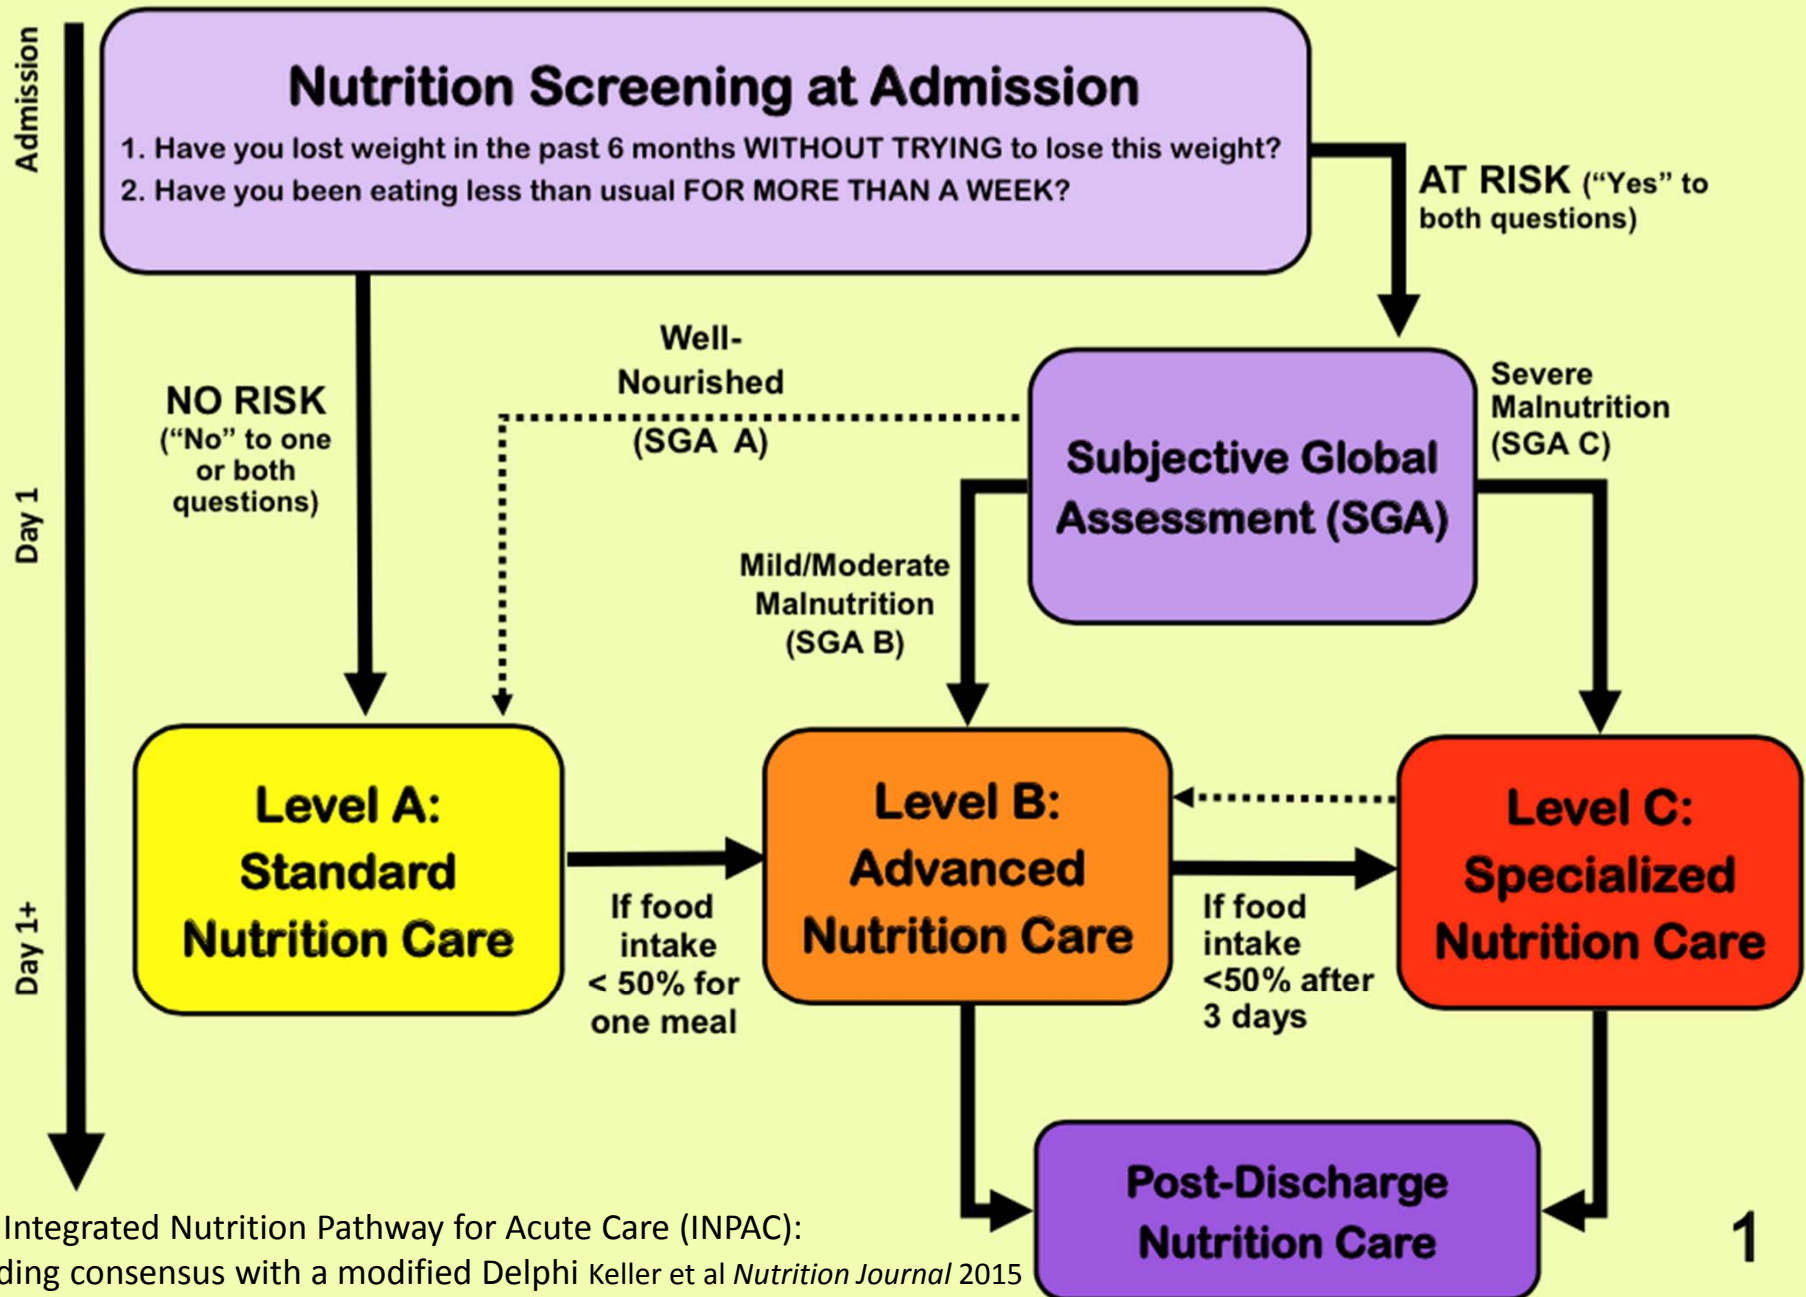 Admission
Nutrition Screening at Admission
1. Have you lost weight in the past 6 months WITHOUT TRYING to lose this weight?
2. Have you been eating less than usual FOR MORE THAN A WEEK?
AT RISK (“Yes” to
both questions)
Day 1
NO RISK
(“No” to one
or both
questions)
Well-
Nourished
(SGA A)
Subjective Global
Assessment (SGA)
Severe
Malnutrition
(SGA C)
Mild/Moderate
Malnutrition
(SGA B)
Day 1+
Level A:
Standard
Nutrition Care
If food
intake
< 50% for
one meal
Level B:
Advanced
Nutrition Care
If food
intake
<50% after
3 days
Level C:
Specialized
Nutrition Care
Post-Discharge
Nutrition Care
Integrated Nutrition Pathway for Acute Care (INPAC):
consensus with a modified Delphi Keller et al Nutrition Journal 2015
1